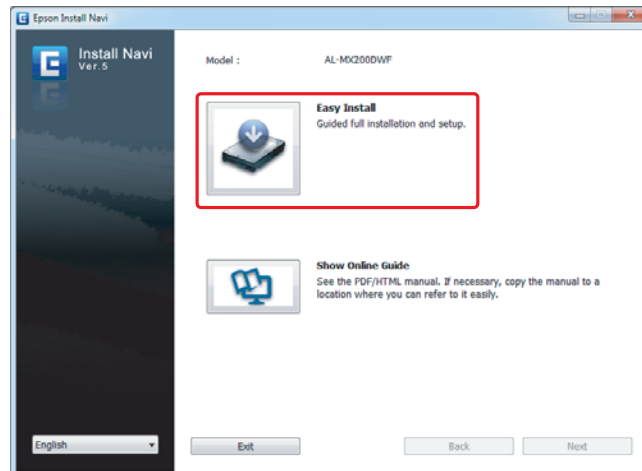 Epson Install Navi
Install Navi
Ver.5
Model :
AL-MX200DWF
Easy Install
Guided full installation and setup.
Show Online Guide
See the PDF/HTML manual. If necessary, copy the manual to a
location where you can refer to it easily.
English
Exit
Back
Next